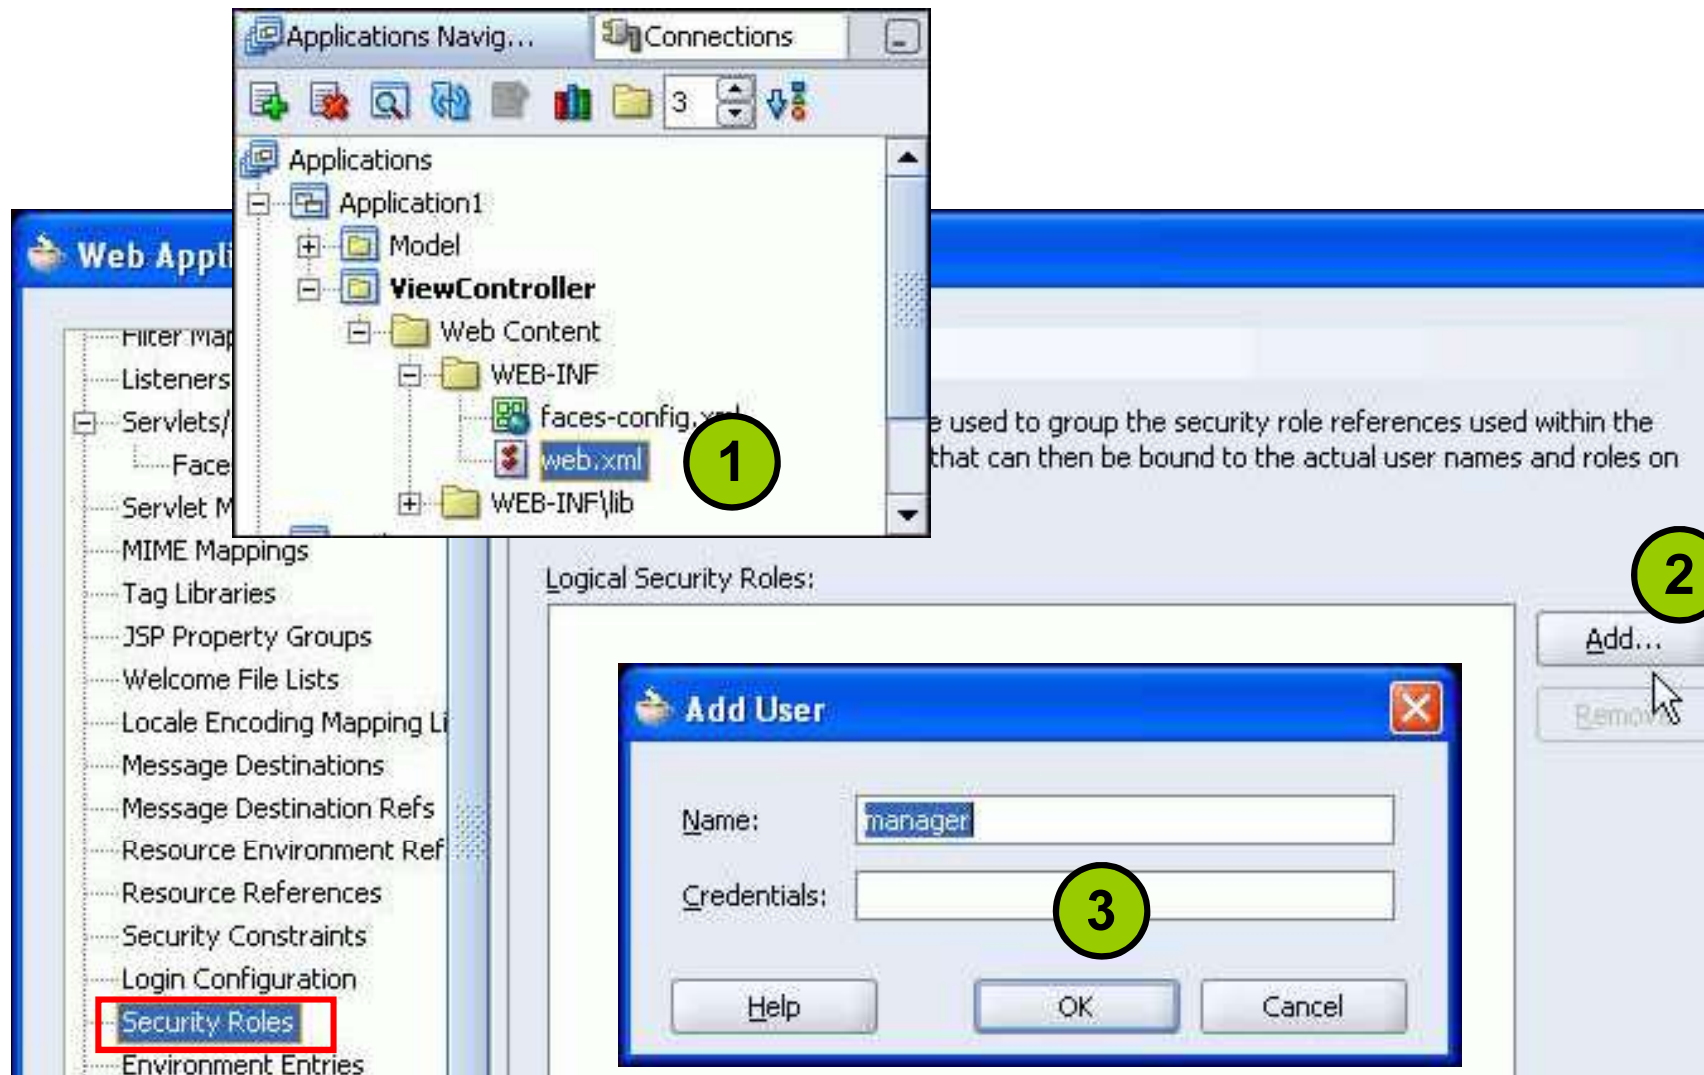 Applications Navig...
Connections
3
Applications
Application1
Model
ViewController
Web Content
WEB-INF
faces-config.xml
web.xml
1
WEB-INF\lib
Web Appli
Filter Map
Listeners
Servlets/
Face
Servlet M
MIME Mappings
Tag Libraries
JSP Property Groups
Welcome File Lists
Locale Encoding Mapping Li
Message Destinations
Message Destination Refs
Resource Environment Ref
Resource References
Security Constraints
Login Configuration
Security Roles
Environment Entries
e used to group the security role references used within the
that can then be bound to the actual user names and roles on
2
Logical Security Roles:
Add...
Remove
Add User
Name:
manager
Credentials:
3
Help
OK
Cancel